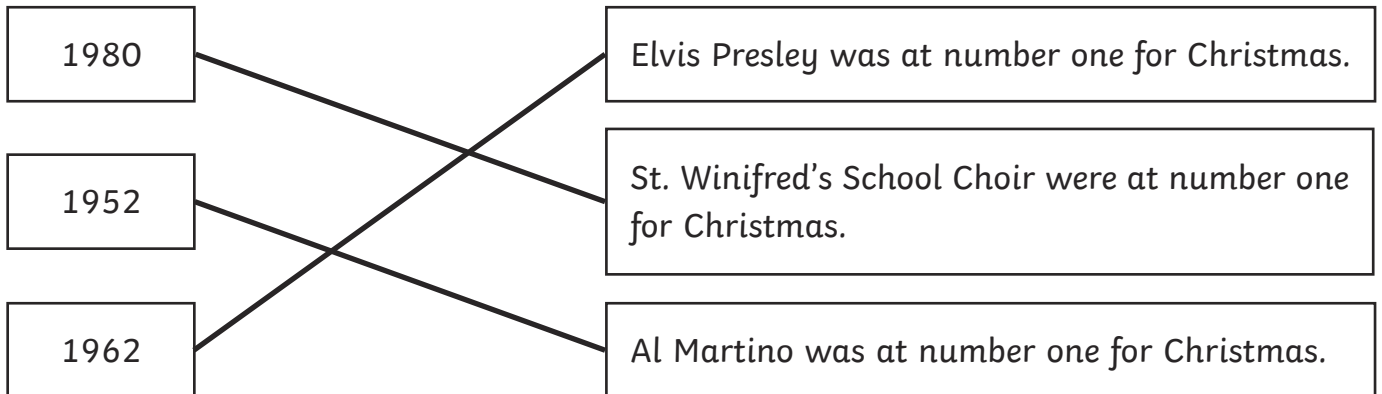 1980
Elvis Presley was at number one for Christmas.
St. Winifred's School Choir were at number one
for Christmas.
1952
1962
Al Martino was at number one for Christmas.